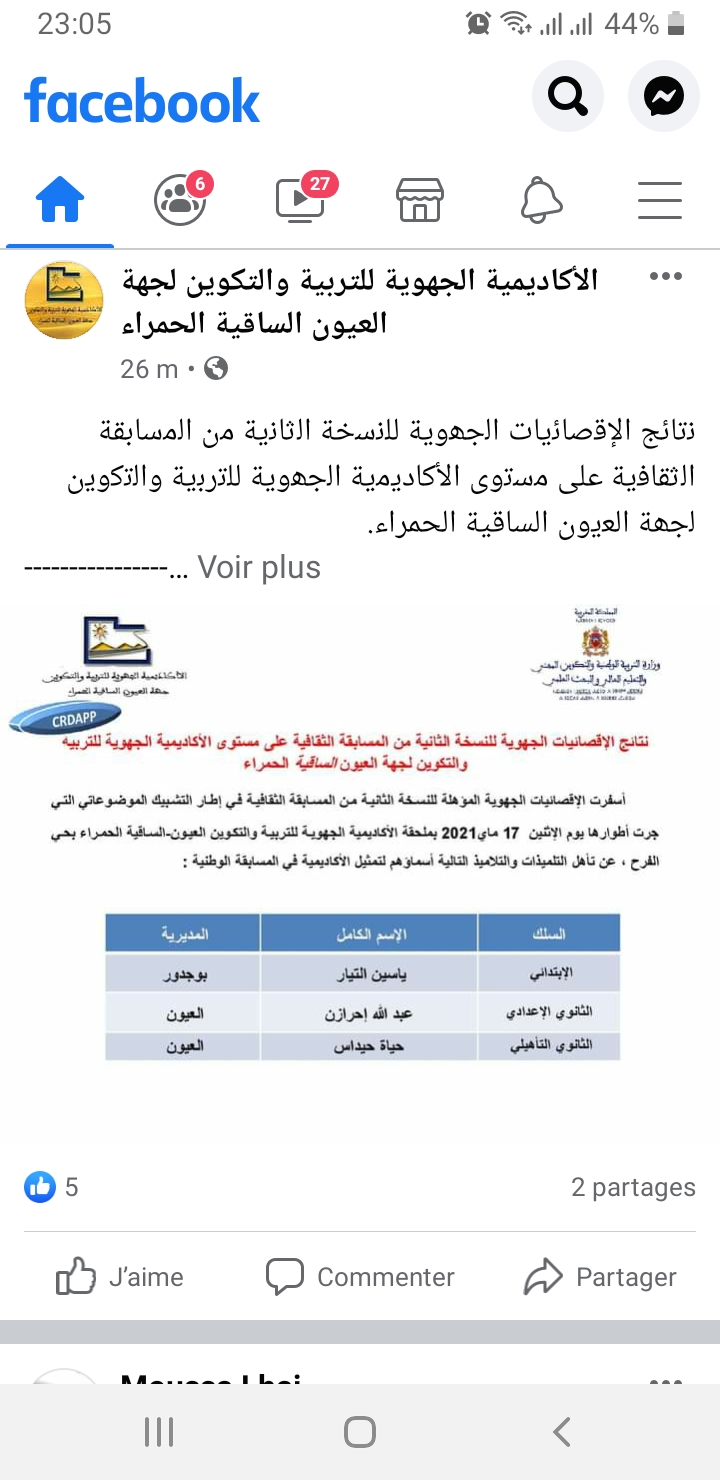 23:05
44%
facebook
6
27
الأكاديمية الجهوية للتربية والتكوين لجهة
العيون الساقية الحمراء
26 m
نتائج الإقصائيات الجهوية للنسخة الثانية من المسابقة
الثقافية على مستوى الأكاديمية الجهوية للتربية والتكوين
لجهة العيون الساقية الحمراء.
----------------... Voir plus
المملكة المغربية
وزارة التربية الوطنية والتكوين المهني
والتعليم العالي والبحث العلمي
الأكاديمية الجهوية للتربية والتكوين
جهة العيون الساقية الحمراء
CRDAPP
نتائج الإقصائيات الجهوية للنسخة الثانية من المسابقة الثقافية على مستوى الأكاديمية الجهوية للتربية
والتكوين لجهة العيون الساقية الحمراء
أسفرت الإقصائيات الجهوية المؤهلة للنسخة الثانية من المسابقة الثقافية في إطار التشبيك الموضوعاتي التي
جرت أطوارها يوم الإثنين 17 ماي2021 بملحقة الأكاديمية الجهوية للتربية والتكوين العيون-الساقية الحمراء بحي
الفرح ، عن تأهل التلميذات والتلاميذ التالية أسماؤهم لتمثيل الأكاديمية في المسابقة الوطنية :
السلك الإسم الكامل المديرية
الإبتدائي ياسين التيار بوجدور
الثانوي الإعدادي عبد الله إحرازن العيون
الثانوي التأهيلي حياة حيداس العيون
5
2 partages
J’aime
Commenter
Partager